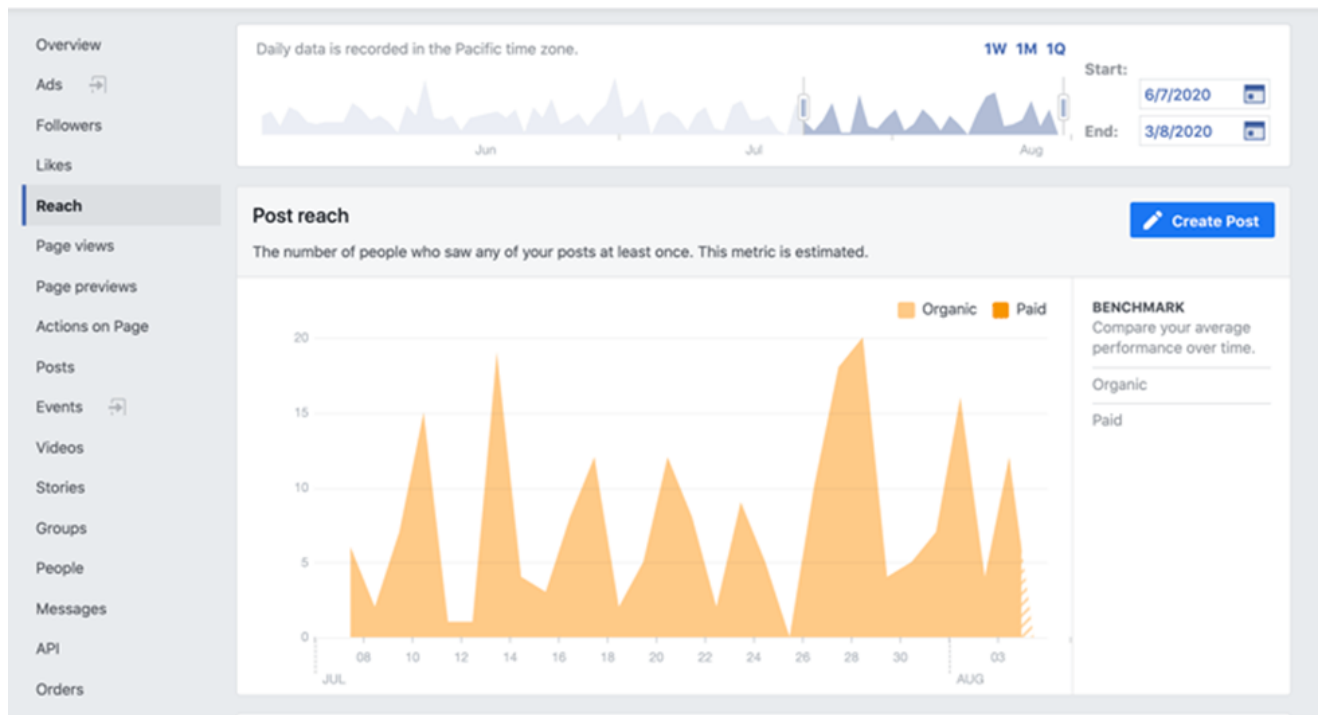 Overview
Ads
Followers
Likes
Reach
Page views
Page previews
Actions on Page
Posts
Events
Videos
Stories
Groups
People
Messages
API
Orders
Daily data is recorded in the Pacific time zone.
1W 1M 1Q
Start:
6/7/2020
End:
3/8/2020
Jun
Jul
Aug
Post reach
Create Post
The number of people who saw any of your posts at least once. This metric is estimated.
Organic
Paid
20
15
10
5
0
08 10 12 14 16 18 20 22 24 26 28 30 03
JUL AUG
BENCHMARK
Compare your average
performance over time.
Organic
Paid